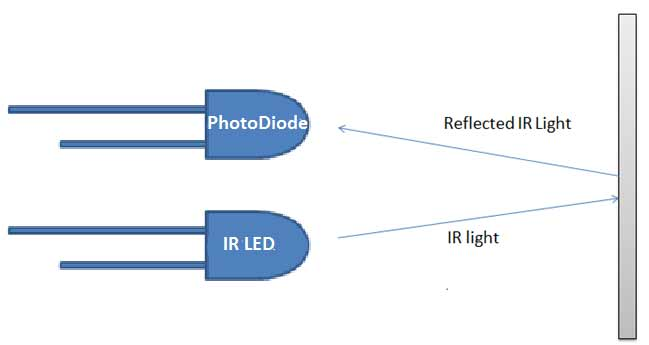 PhotoDiode
Reflected IR Light
IR LED
IR light